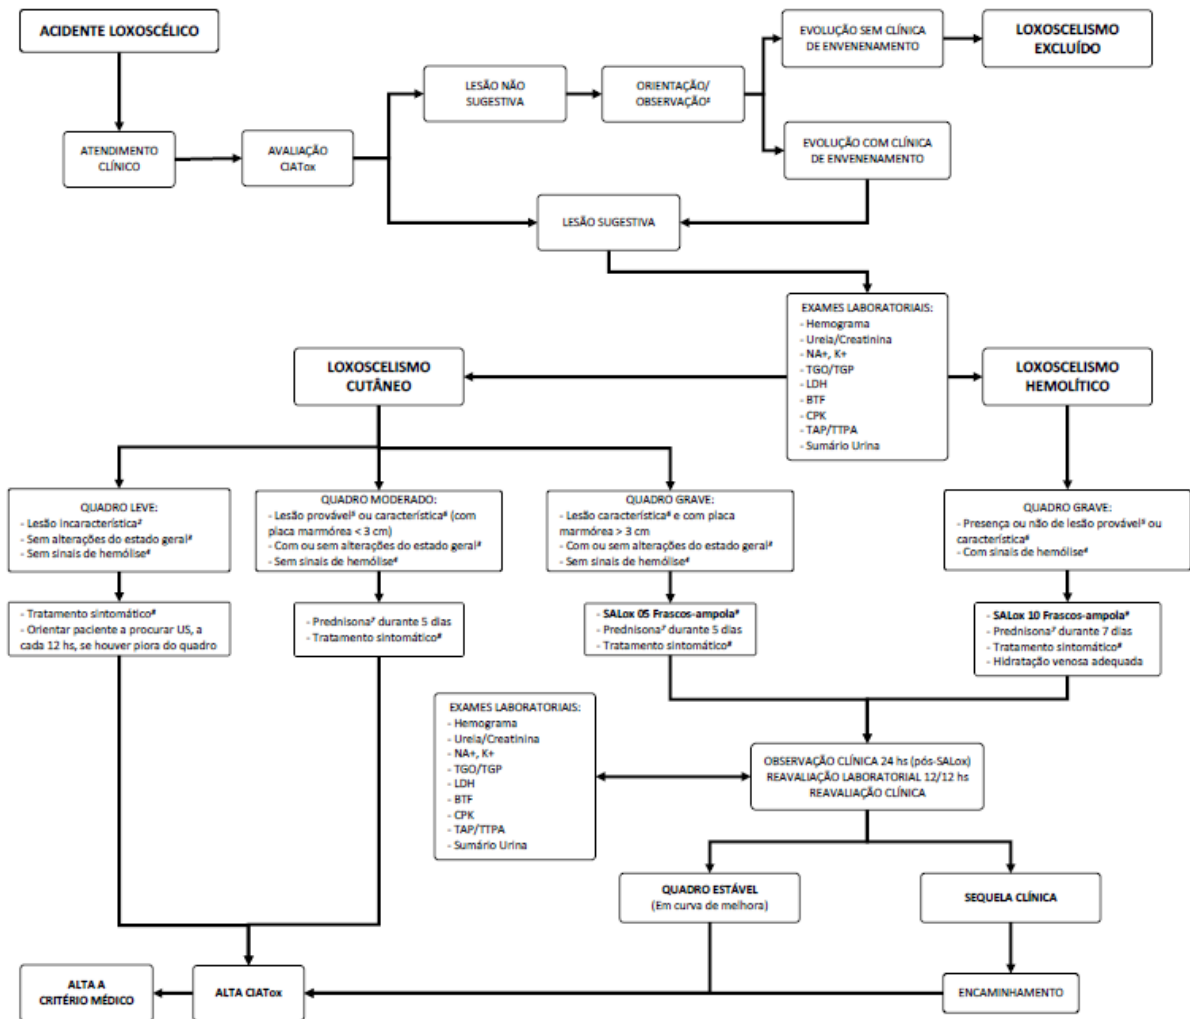 ACIDENTE LOXOSCÉLICO
ATENDIMENTO
CLÍNICO
AVALIAÇÃO
CIATox
LESÃO NÃO
SUGESTIVA
ORIENTAÇÃO/
OBSERVAÇÃO²
EVOLUÇÃO SEM CLÍNICA
DE ENVENENAMENTO
LOXOSCELISMO
EXCLUÍDO
EVOLUÇÃO COM CLÍNICA
DE ENVENENAMENTO
LESÃO SUGESTIVA
EXAMES LABORATORIAIS:
- Hemograma
- Ureia/Creatinina
- NA+, K+
- TGO/TGP
- LDH
- BTF
- CPK
- TAP/TTPA
- Sumário Urina
LOXOSCELISMO
CUTÂNEO
LOXOSCELISMO
HEMOLÍTICO
QUADRO LEVE:
- Lesão incaracterística²
- Sem alterações do estado geral#
- Sem sinais de hemólise#
QUADRO MODERADO:
- Lesão provável⁵ ou característica# (com
placa marmórea < 3 cm)
- Com ou sem alterações do estado geral#
- Sem sinais de hemólise#
QUADRO GRAVE:
- Lesão característica# e com placa
marmórea > 3 cm
- Com ou sem alterações do estado geral#
- Sem sinais de hemólise#
QUADRO GRAVE:
- Presença ou não de lesão provável⁵ ou
característica#
- Com sinais de hemólise#
- Tratamento sintomático#
- Orientar paciente a procurar US, a
cada 12 hs, se houver piora do quadro
- Prednisona⁷ durante 5 dias
- Tratamento sintomático#
- SALox 05 Frascos-ampola#
- Prednisona⁷ durante 5 dias
- Tratamento sintomático#
- SALox 10 Frascos-ampola#
- Prednisona⁷ durante 7 dias
- Tratamento sintomático#
- Hidratação venosa adequada
EXAMES LABORATORIAIS:
- Hemograma
- Ureia/Creatinina
- NA+, K+
- TGO/TGP
- LDH
- BTF
- CPK
- TAP/TTPA
- Sumário Urina
OBSERVAÇÃO CLÍNICA 24 hs (pós-SALox)
REAVALIAÇÃO LABORATORIAL 12/12 hs
REAVALIAÇÃO CLÍNICA
QUADRO ESTÁVEL
(Em curva de melhora)
SEQUELA CLÍNICA
ALTA A
CRITÉRIO MÉDICO
ALTA CIATox
ENCAMINHAMENTO